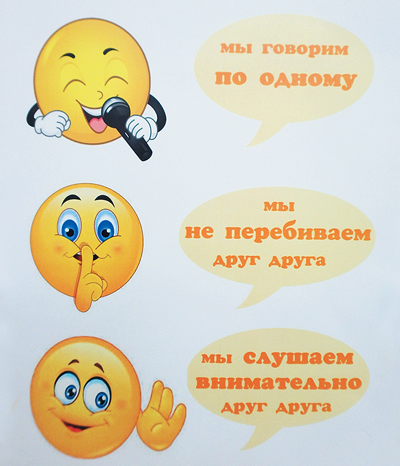 мы говорим
по одному
мы
не перебиваем
друг друга
мы слушаем
внимательно
друг друга